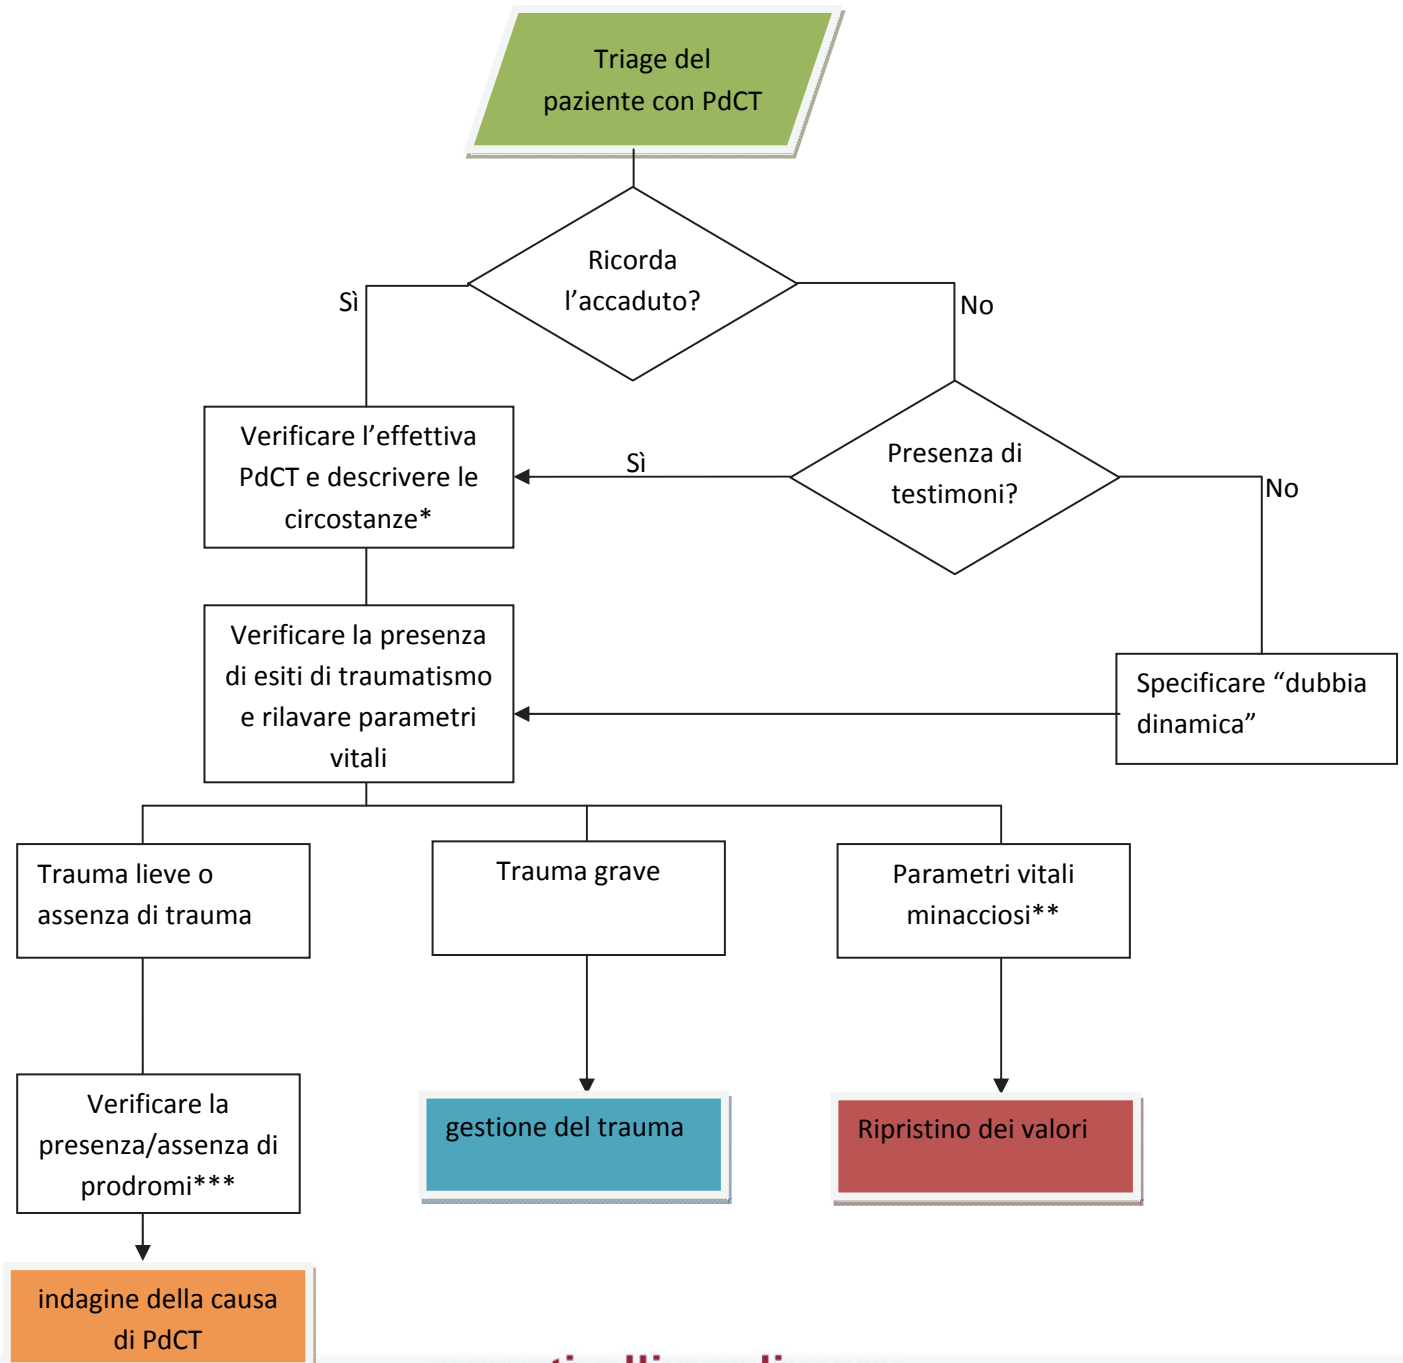 Triage del
paziente con PdCT
Ricorda
l’accaduto?
Sì
No
Verificare l’effettiva
PdCT e descrivere le
circostanze*
Sì
Presenza di
testimoni?
No
Verificare la presenza
di esiti di traumatismo
e rilavare parametri
vitali
Specificare “dubbia
dinamica”
Trauma lieve o
assenza di trauma
Trauma grave
Parametri vitali
minacciosi**
Verificare la
presenza/assenza di
prodromi***
gestione del trauma
Ripristino dei valori
indagine della causa
di PdCT